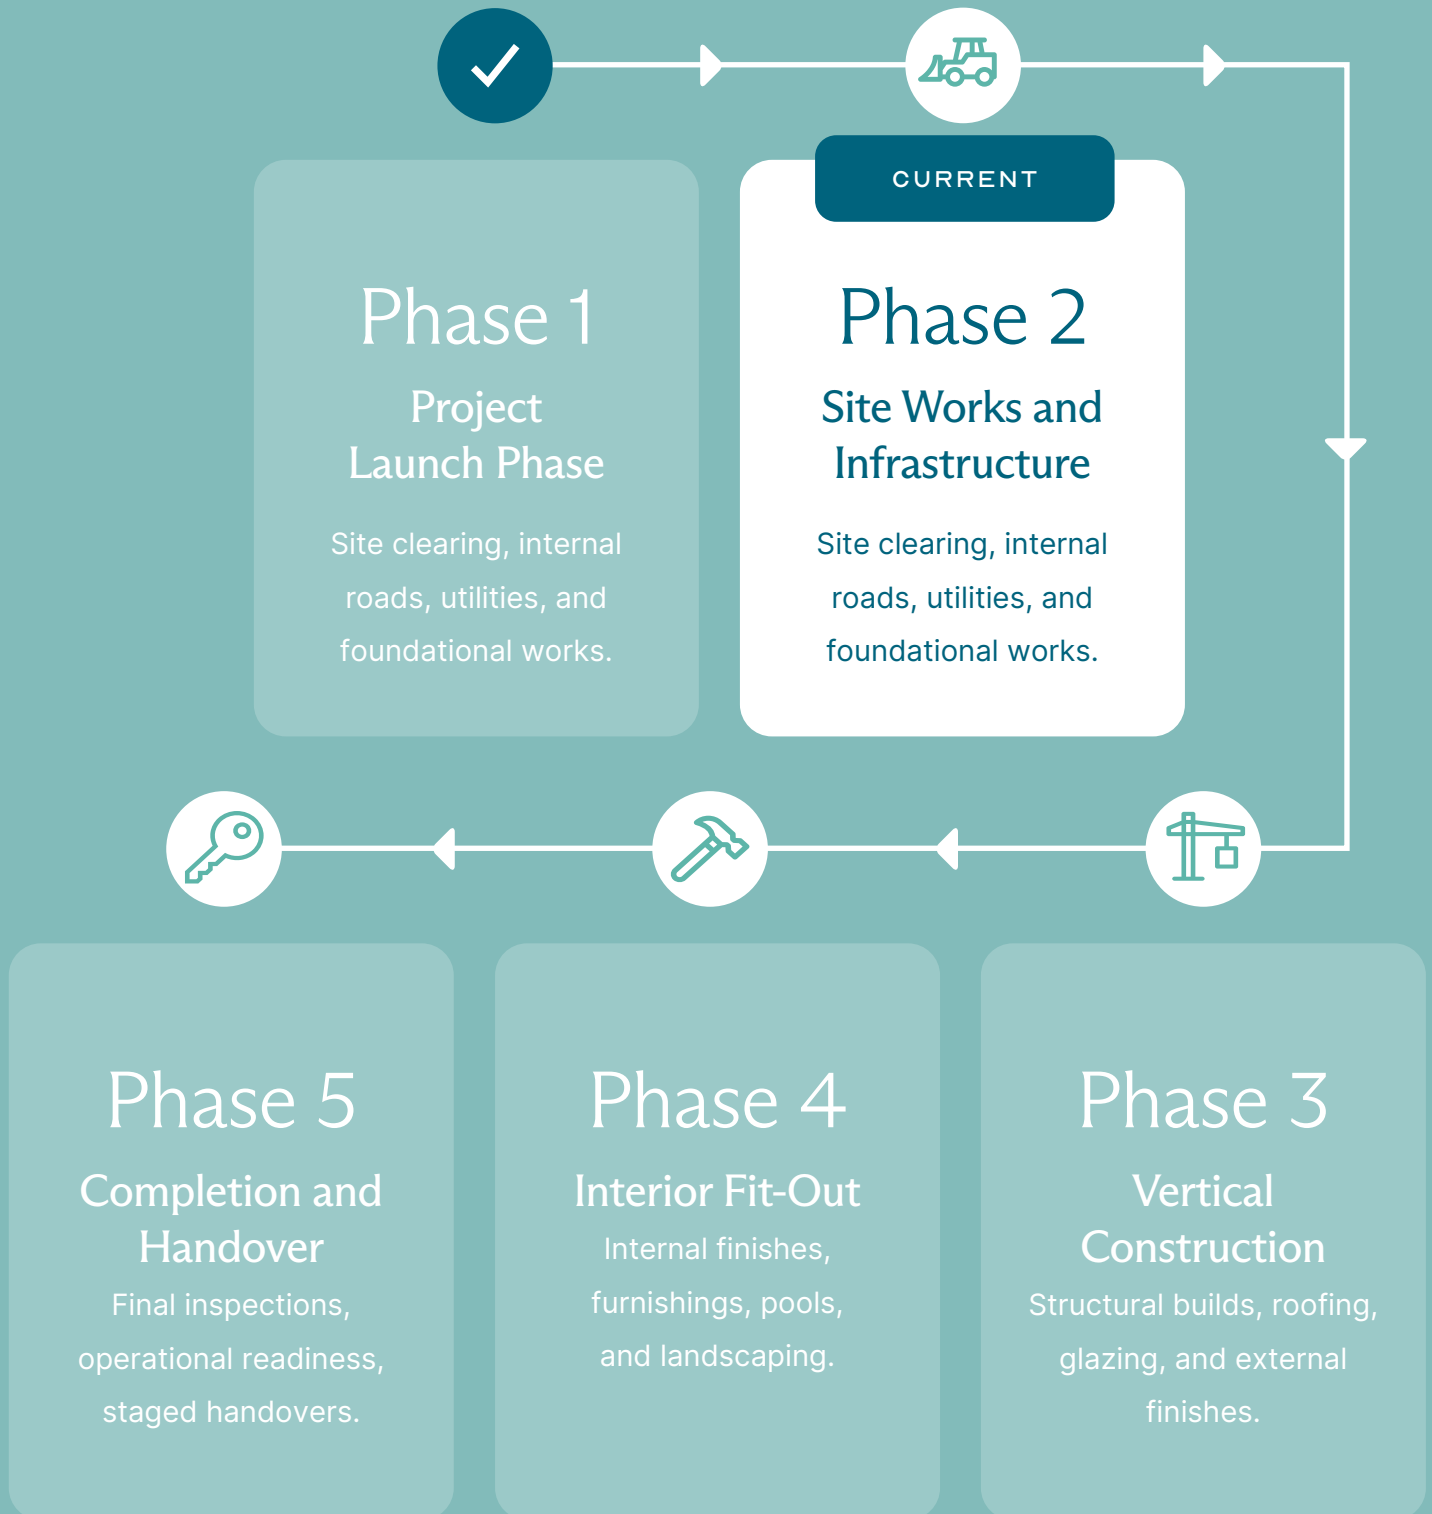 CURRENT
Phase 1
Project
Launch Phase
Site clearing, internal
roads, utilities, and
foundational works.
Phase 2
Site Works and
Infrastructure
Site clearing, internal
roads, utilities, and
foundational works.
Phase 5
Completion and
Handover
Final inspections,
operational readiness,
staged handovers.
Phase 4
Interior Fit-Out
Internal finishes,
furnishings, pools,
and landscaping.
Phase 3
Vertical
Construction
Structural builds, roofing,
glazing, and external
finishes.